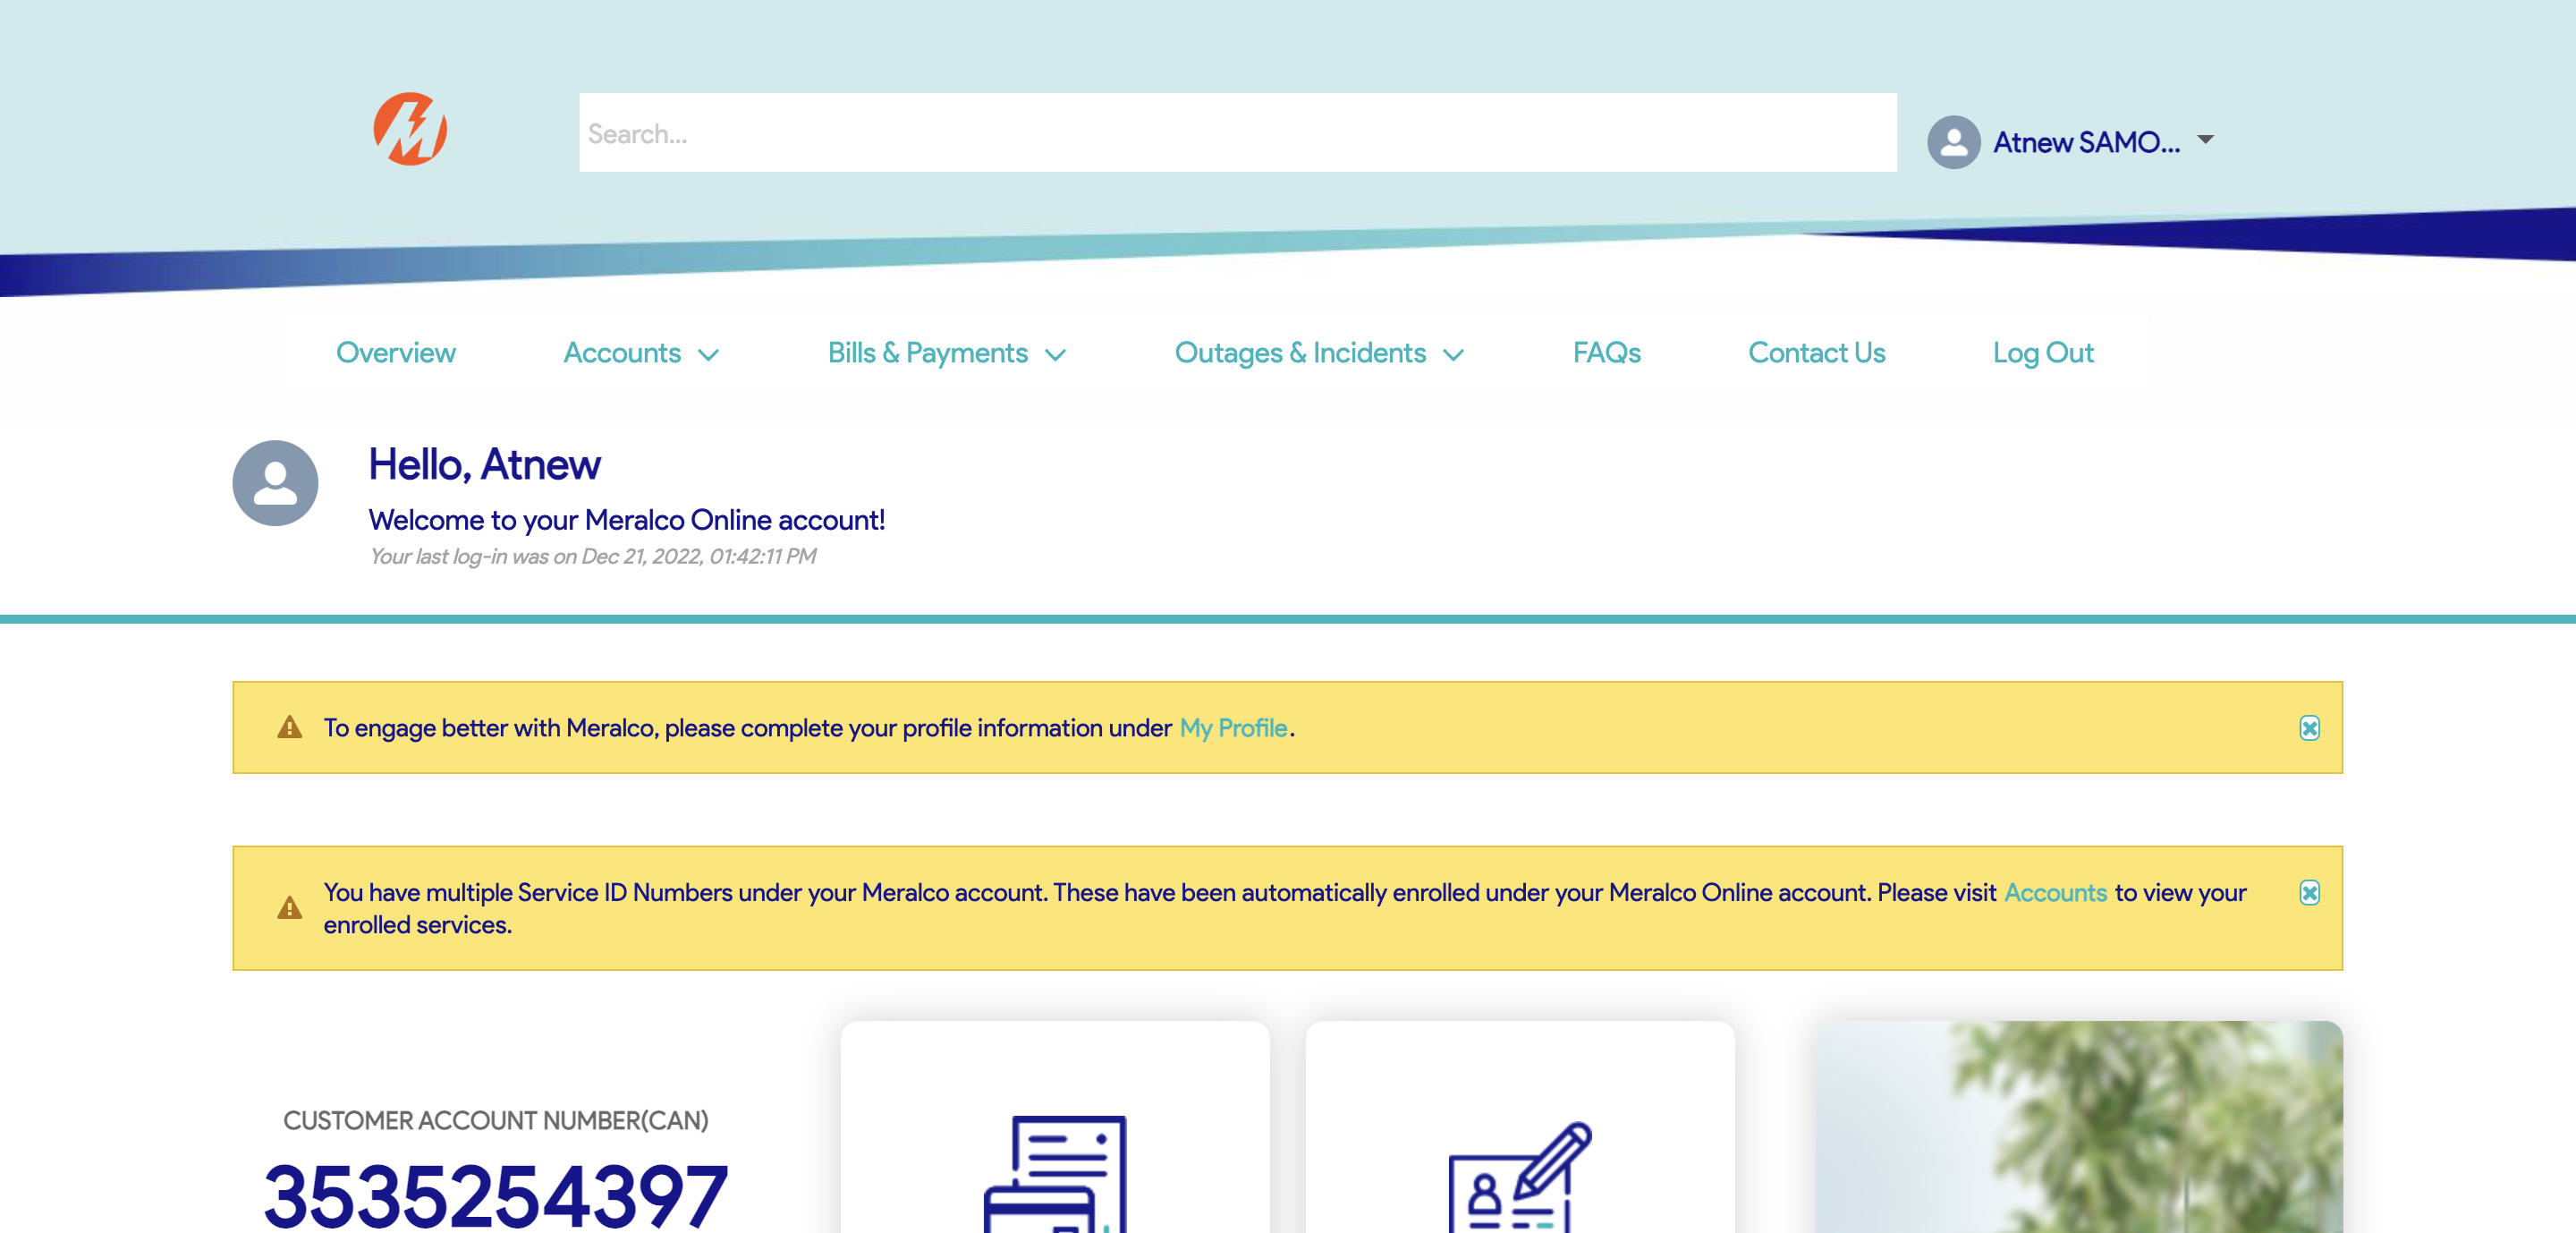 Search...
Atnew SAMO...
Overview
Accounts
Bills & Payments
Outages & Incidents
FAQs
Contact Us
Log Out
Hello, Atnew
Welcome to your Meralco Online account!
Your last log-in was on Dec 21, 2022, 01:42:11 PM
To engage better with Meralco, please complete your profile information under My Profile.
You have multiple Service ID Numbers under your Meralco account. These have been automatically enrolled under your Meralco Online account. Please visit Accounts to view your
enrolled services.
CUSTOMER ACCOUNT NUMBER(CAN)
3535254397